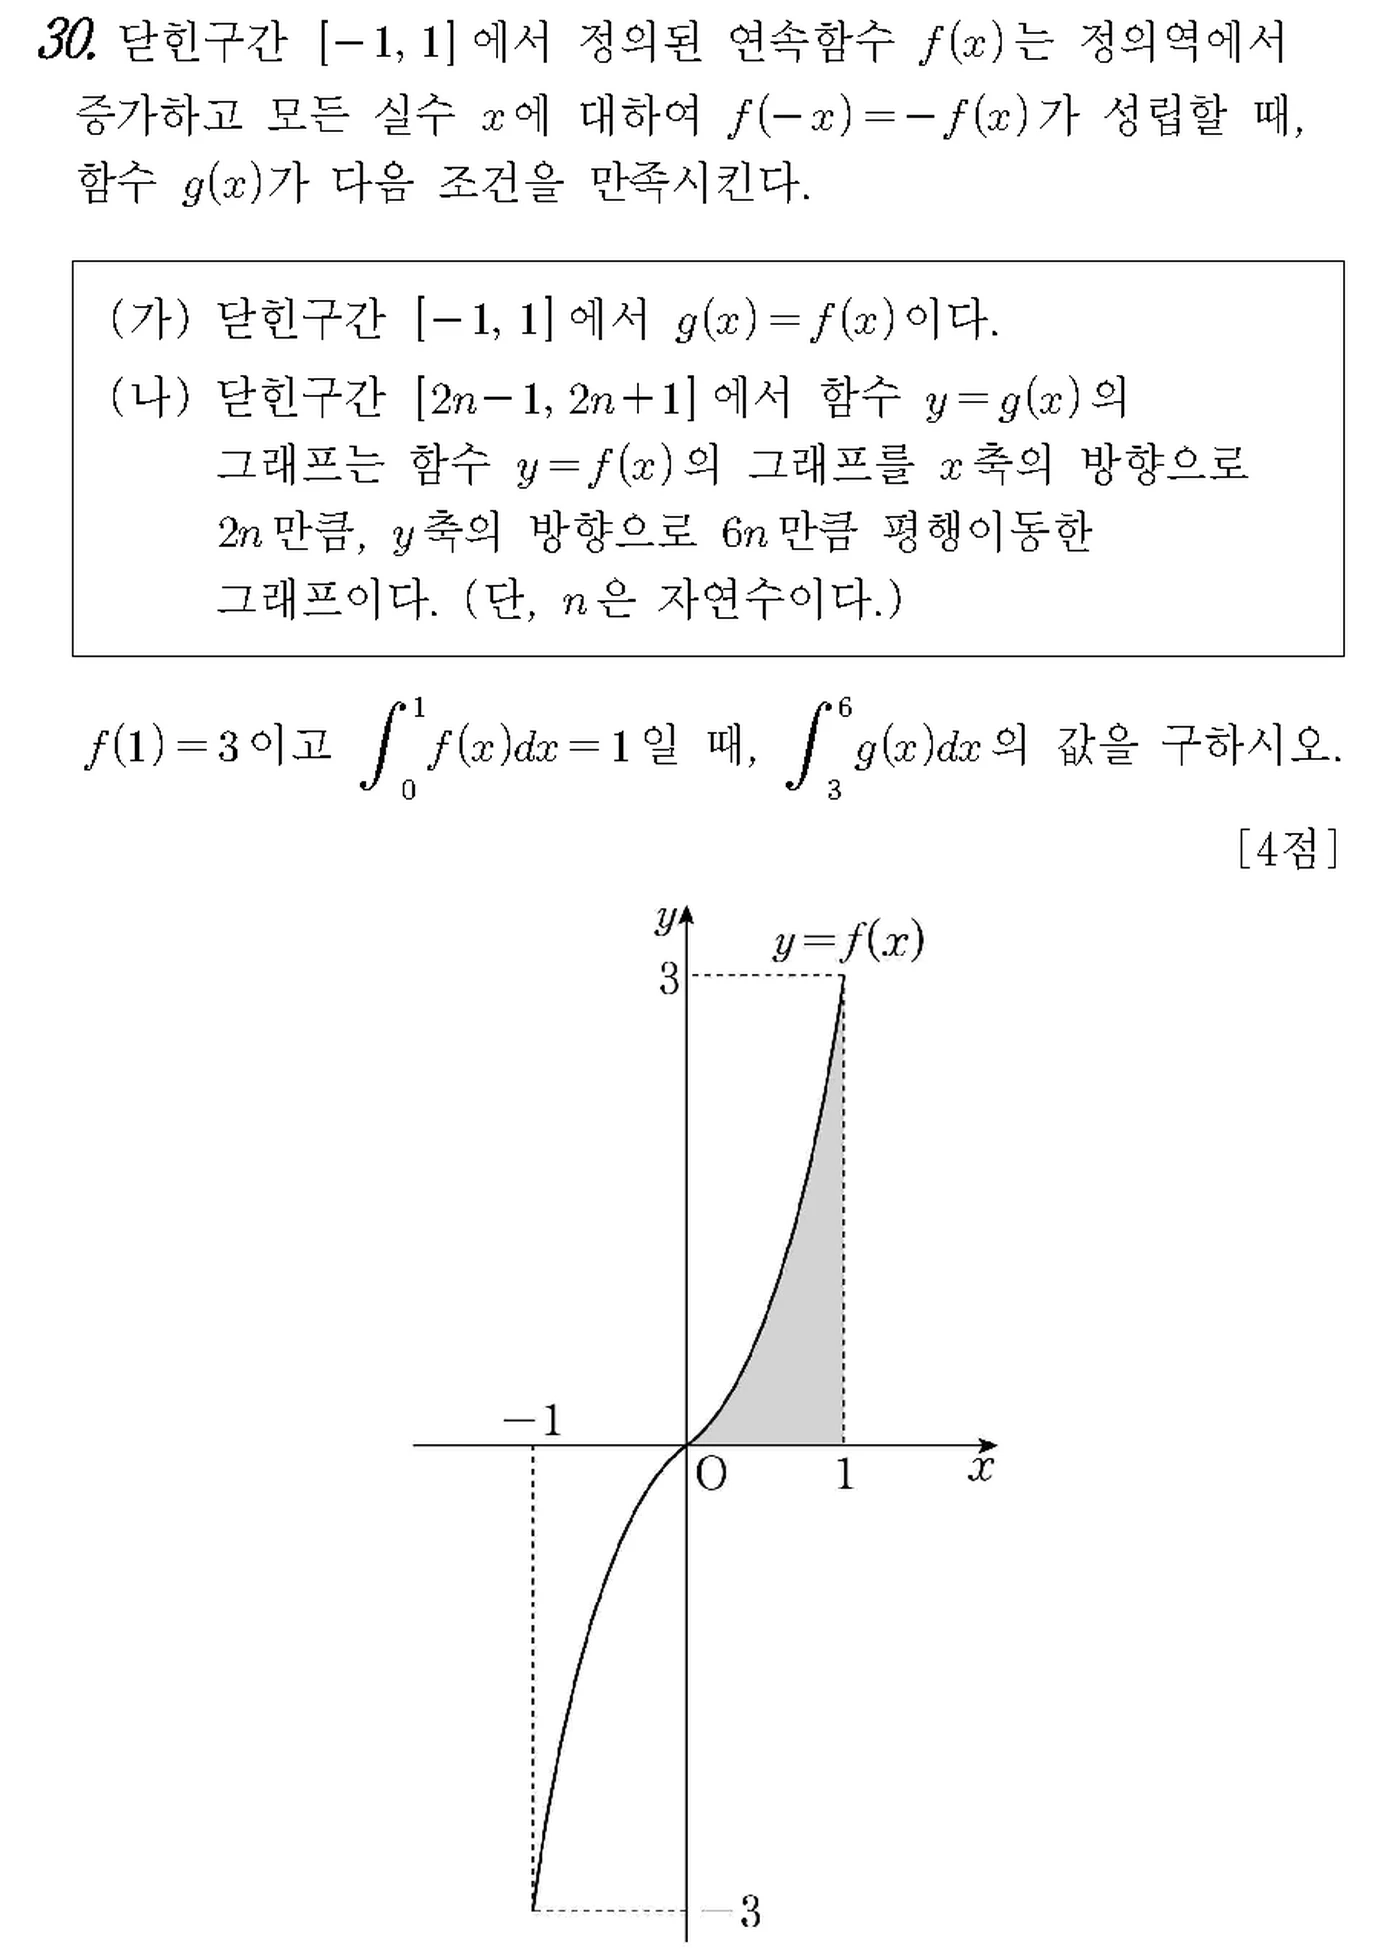 30. 닫힌구간 [-1, 1]에서 정의된 연속함수 f(x)는 정의역에서
증가하고 모든 실수 x에 대하여 f(-x)=-f(x)가 성립할 때,
함수 g(x)가 다음 조건을 만족시킨다.
(가) 닫힌구간 [-1, 1]에서 g(x)=f(x)이다.
(나) 닫힌구간 [2n-1, 2n+1]에서 함수 y=g(x)의
그래프는 함수 y=f(x)의 그래프를 x축의 방향으로
2n만큼, y축의 방향으로 6n만큼 평행이동한
그래프이다. (단, n은 자연수이다.)
f(1)=3이고 ∫₀¹ f(x)dx=1일 때, ∫₃⁶ g(x)dx의 값을 구하시오.
[4점]
y
y=f(x)
3
-1
O
1
x
-3